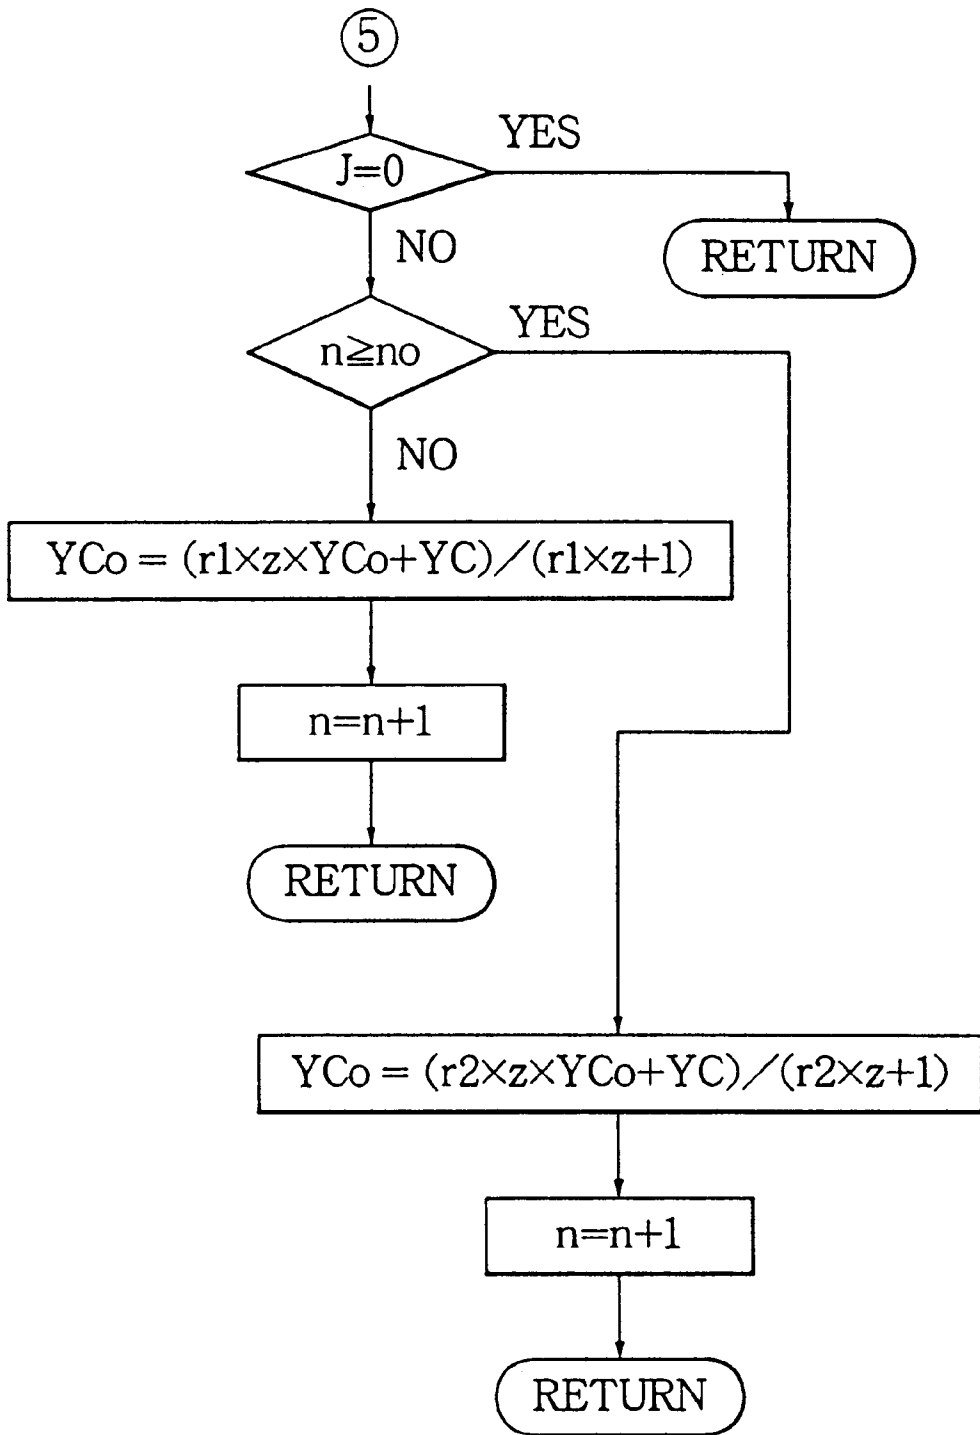 5
YES
J=0
NO
RETURN
YES
n≧no
NO
YCo = (r1×z×YCo+YC)/(r1×z+1)
n=n+1
RETURN
YCo = (r2×z×YCo+YC)/(r2×z+1)
n=n+1
RETURN